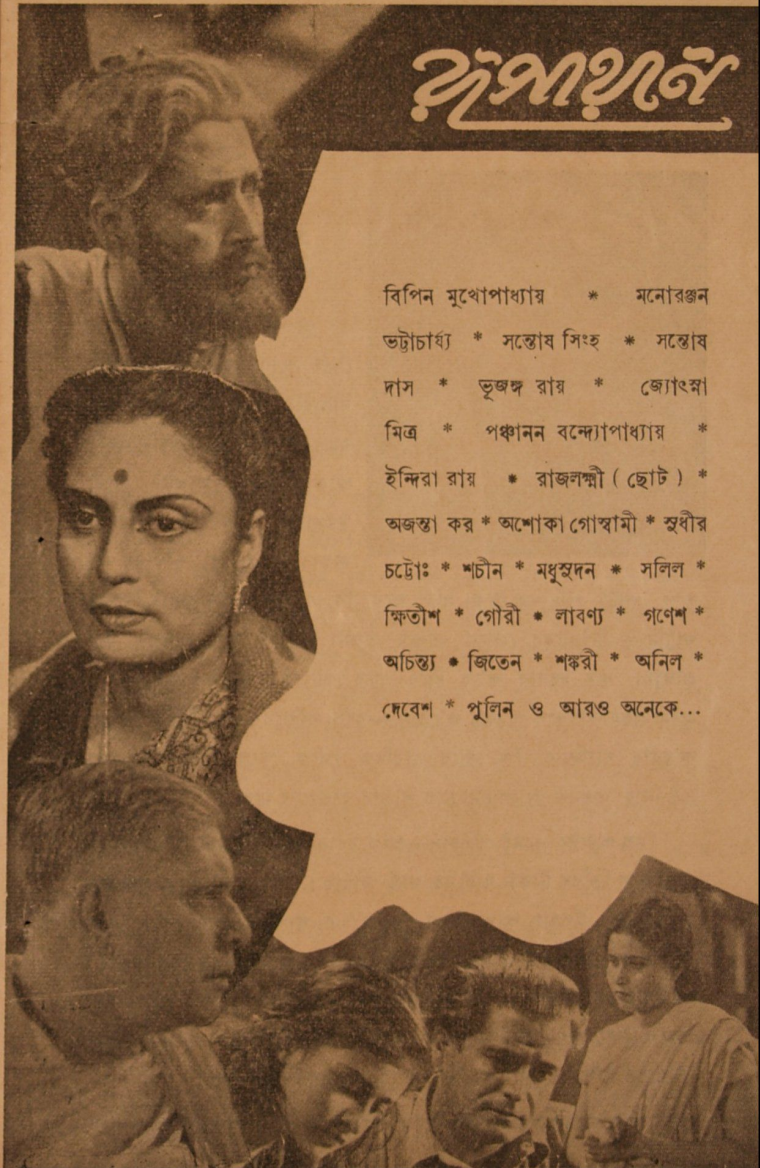 রূপায়ণে
বিপিন মুখোপাধ্যায় * মনোরঞ্জন
ভট্টাচার্য্য * সন্তোষ সিংহ * সন্তোষ
দাস * ভূজঙ্গ রায় * জ্যোৎস্না
মিত্র * পঞ্চানন বন্দ্যোপাধ্যায় *
ইন্দিরা রায় * রাজলক্ষ্মী ( ছোট ) *
অজন্তা কর * অশোকা গোস্বামী * সুধীর
চট্টোঃ * শচীন * মধুসুদন * সলিল *
ক্ষিতীশ * গৌরী * লাবণ্য * গণেশ *
অচিন্ত্য * জিতেন * শঙ্করী * অনিল *
দেবেশ * পুলিন ও আরও অনেকে...